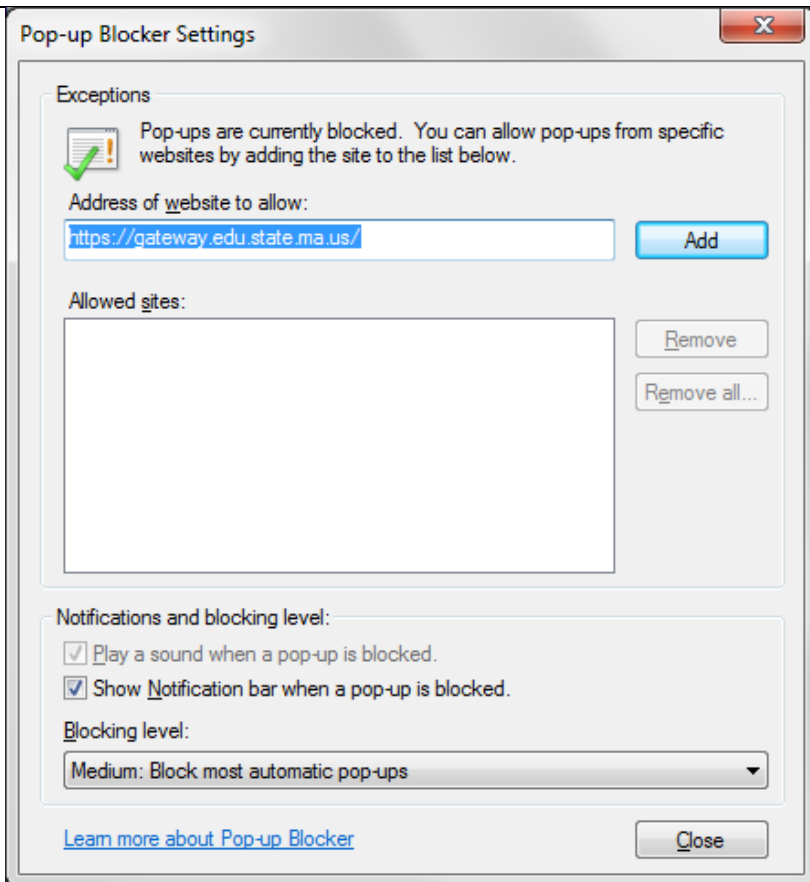 Pop-up Blocker Settings
Exceptions
Pop-ups are currently blocked. You can allow pop-ups from specific
websites by adding the site to the list below.
Address of website to allow:
https://gateway.edu.state.ma.us/
Add
Allowed sites:
Remove
Remove all...
Notifications and blocking level:
Play a sound when a pop-up is blocked.
Show Notification bar when a pop-up is blocked.
Blocking level:
Medium: Block most automatic pop-ups
Learn more about Pop-up Blocker
Close